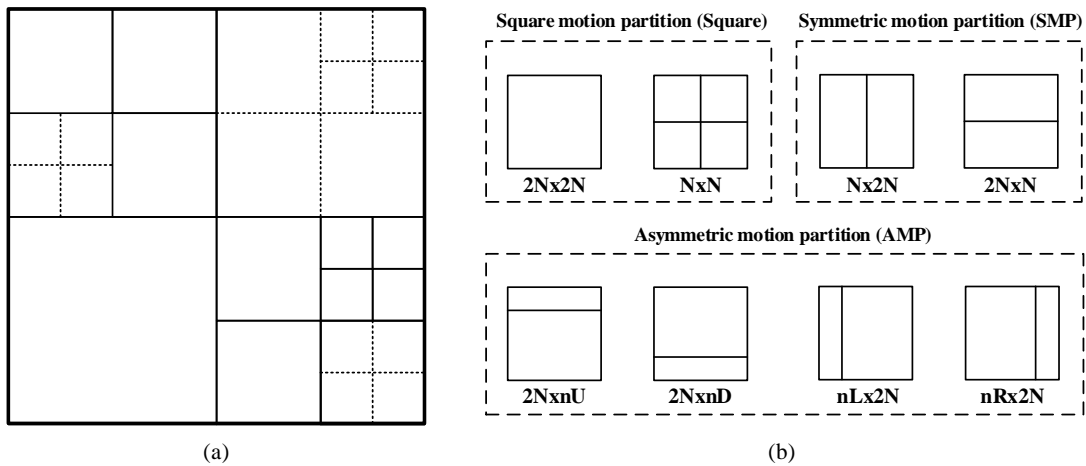 Square motion partition (Square)
Symmetric motion partition (SMP)
2Nx2N
NxN
Nx2N
2NxN
Asymmetric motion partition (AMP)
2NxnU
2NxnD
nLx2N
nRx2N
(a)
(b)